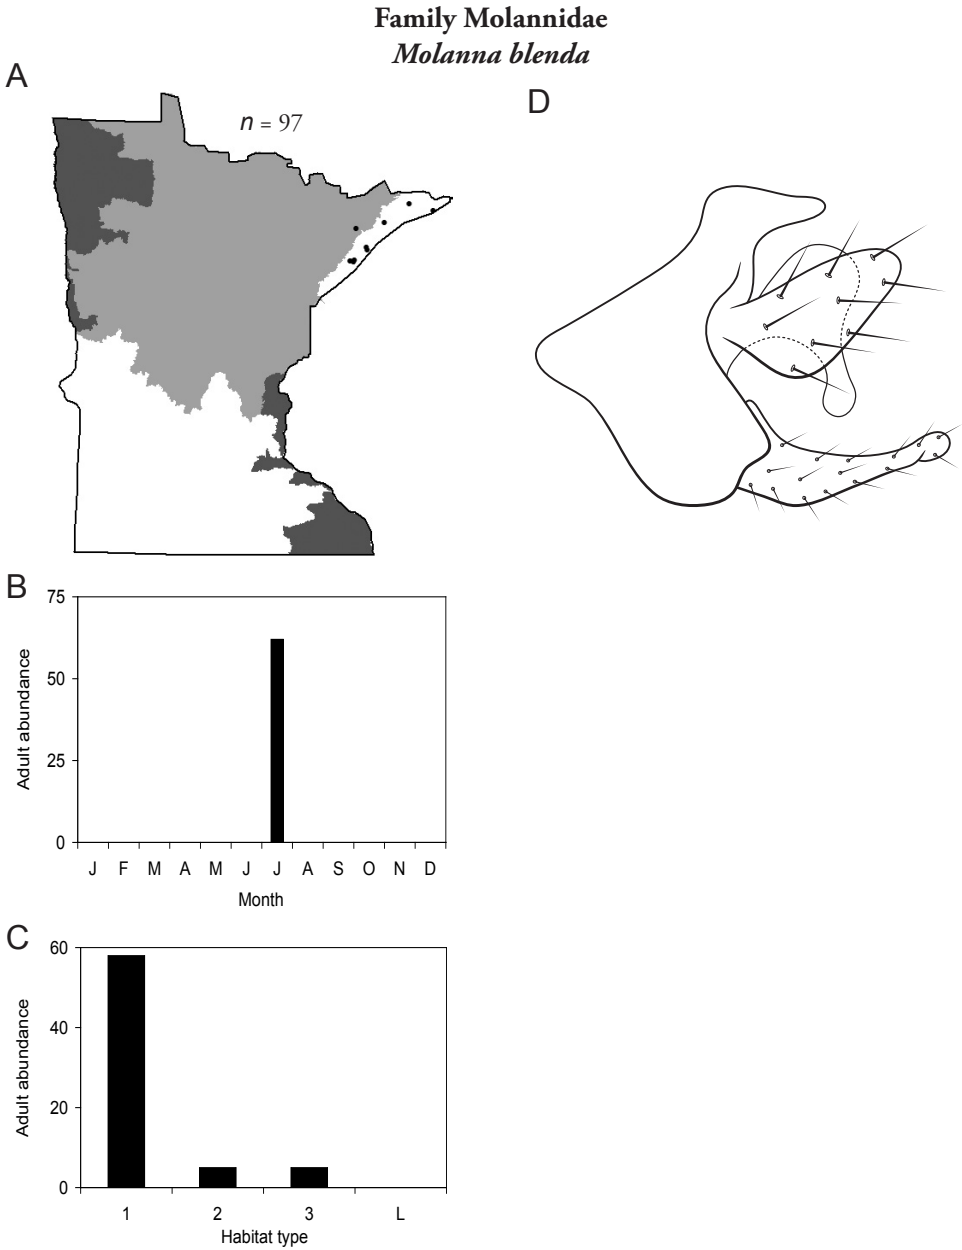 Family Molannidae
Molanna blenda
A
n = 97
D
B
75
50
25
0
Adult abundance
J F M A M J J A S O N D
Month
C
60
40
20
0
Adult abundance
1 2 3 L
Habitat type